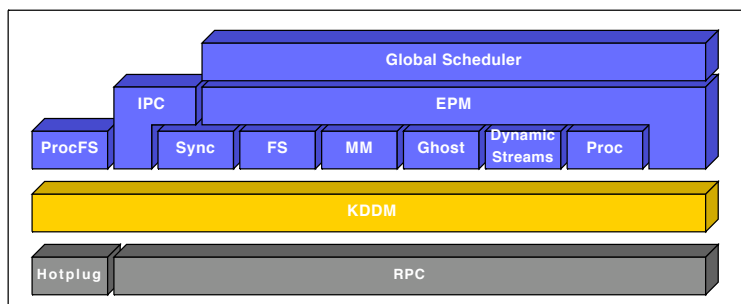 Global Scheduler
IPC
EPM
ProcFS
Sync
FS
MM
Ghost
Dynamic
Streams
Proc
KDDM
Hotplug
RPC